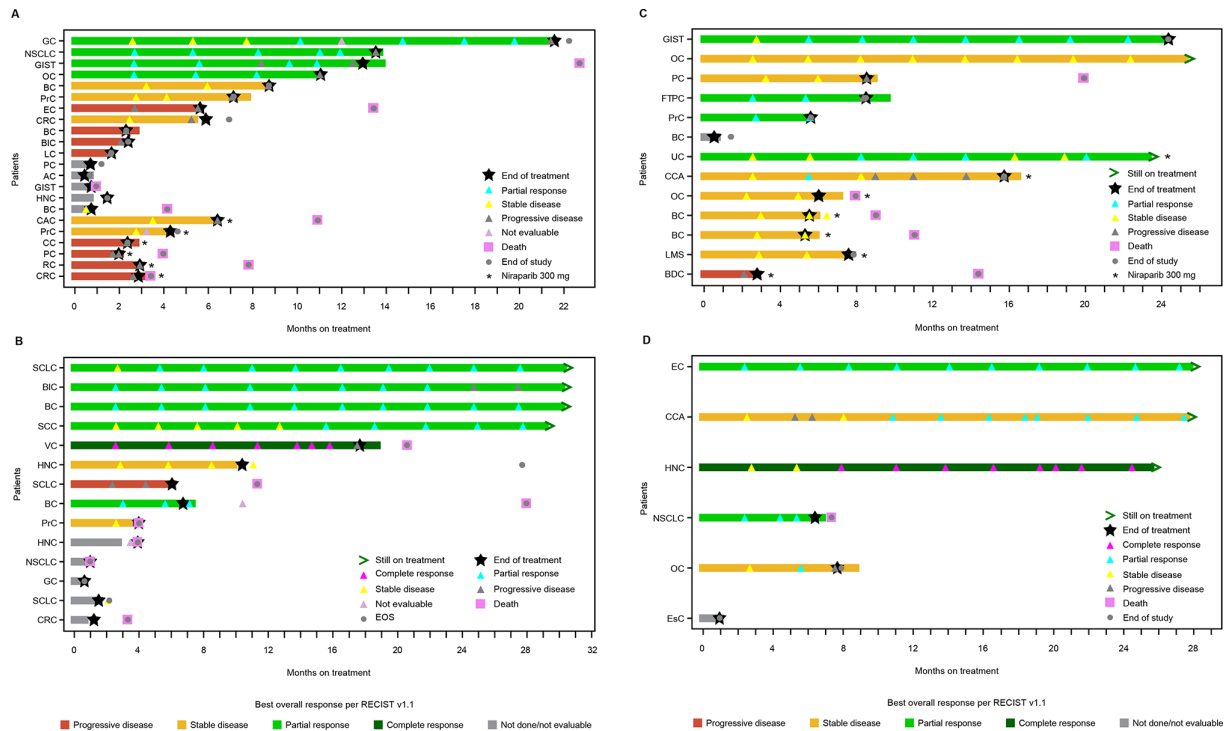 A
GC
NSCLC
GIST
OC
BC
PrC
EC
CRC
BC
BIC
LC
PC
AC
GIST
HNC
BC
CAC
PrC
CC
PC
RC
CRC
Patients
End of treatment
Partial response
Stable disease
Progressive disease
Not evaluable
Death
End of study
* Niraparib 300 mg
* * * * * *
0 2 4 6 8 10 12 14 16 18 20 22
Months on treatment
B
SCLC
BIC
BC
SCC
VC
HNC
SCLC
BC
PrC
HNC
NSCLC
GC
SCLC
CRC
Patients
Still on treatment
Complete response
Stable disease
Not evaluable
EOS
End of treatment
Partial response
Progressive disease
Death
0 4 8 12 16 20 24 28 32
Months on treatment
Best overall response per RECIST v1.1
Progressive disease Stable disease Partial response Complete response Not done/not evaluable
C
GIST
OC
PC
FTPC
PrC
BC
UC
CCA
OC
BC
BC
LMS
BDC
Patients
Still on treatment
End of treatment
Partial response
Stable disease
Progressive disease
Death
End of study
* Niraparib 300 mg
* * * * * * *
0 4 8 12 16 20 24
Months on treatment
D
EC
CCA
HNC
NSCLC
OC
EsC
Patients
Still on treatment
End of treatment
Complete response
Partial response
Stable disease
Progressive disease
Death
End of study
0 4 8 12 16 20 24 28
Months on treatment
Best overall response per RECIST v1.1
Progressive disease Stable disease Partial response Complete response Not done/not evaluable